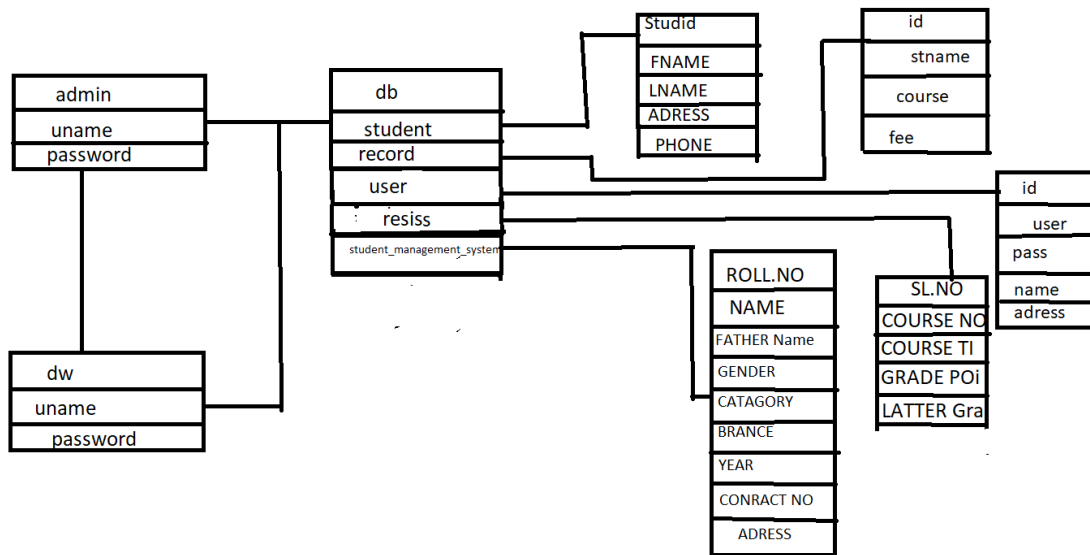 admin
uname
password
dw
uname
password
db
student
record
user
resiss
student_management_system
Studid
FNAME
LNAME
ADRESS
PHONE
id
stname
course
fee
id
user
pass
name
adress
ROLL.NO
NAME
FATHER Name
GENDER
CATAGORY
BRANCE
YEAR
CONRACT NO
ADRESS
SL.NO
COURSE NO
COURSE TI
GRADE POi
LATTER Gra